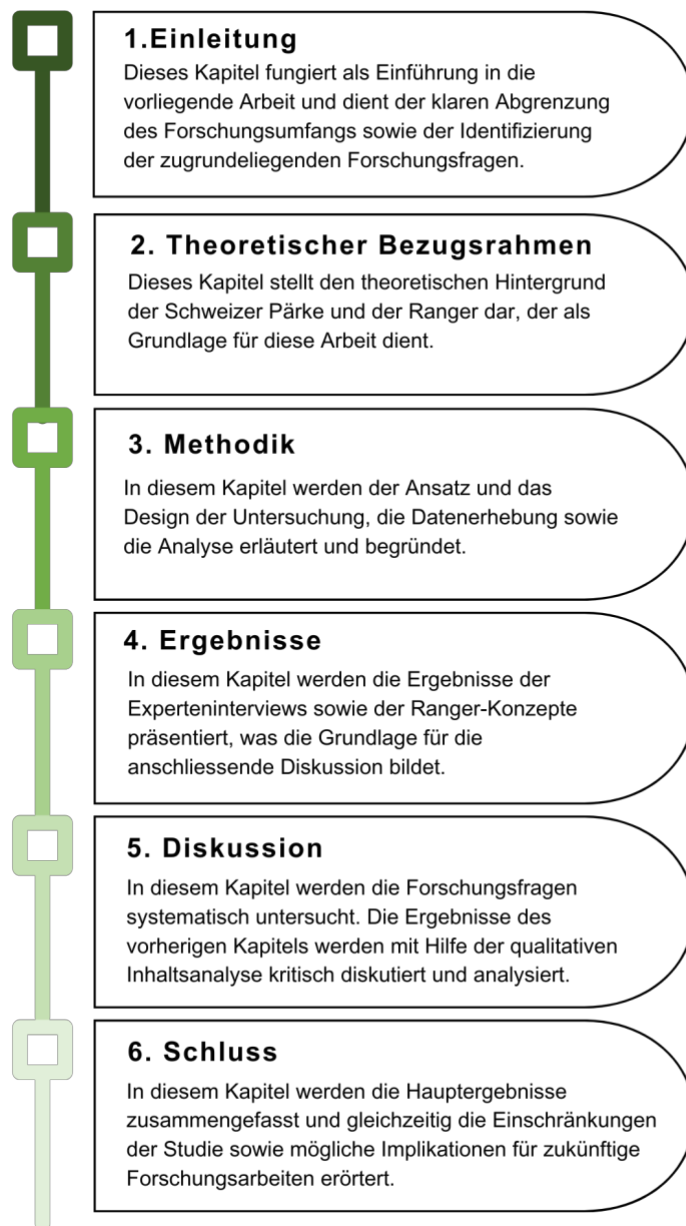 1.Einleitung
Dieses Kapitel fungiert als Einführung in die
vorliegende Arbeit und dient der klaren Abgrenzung
des Forschungsumfangs sowie der Identifizierung
der zugrundeliegenden Forschungsfragen.
2. Theoretischer Bezugsrahmen
Dieses Kapitel stellt den theoretischen Hintergrund
der Schweizer Pärke und der Ranger dar, der als
Grundlage für diese Arbeit dient.
3. Methodik
In diesem Kapitel werden der Ansatz und das
Design der Untersuchung, die Datenerhebung sowie
die Analyse erläutert und begründet.
4. Ergebnisse
In diesem Kapitel werden die Ergebnisse der
Experteninterviews sowie der Ranger-Konzepte
präsentiert, was die Grundlage für die
anschliessende Diskussion bildet.
5. Diskussion
In diesem Kapitel werden die Forschungsfragen
systematisch untersucht. Die Ergebnisse des
vorherigen Kapitels werden mit Hilfe der qualitativen
Inhaltsanalyse kritisch diskutiert und analysiert.
6. Schluss
In diesem Kapitel werden die Hauptergebnisse
zusammengefasst und gleichzeitig die Einschränkungen
der Studie sowie mögliche Implikationen für zukünftige
Forschungsarbeiten erörtert.